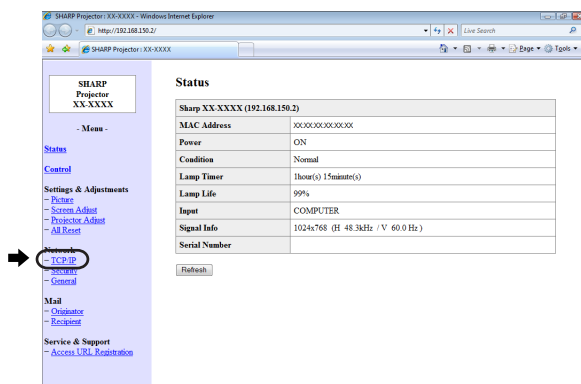 SHARP Projector : XX-XXXX - Windows Internet Explorer
http://192.168.150.2/
Live Search
SHARP Projector : XX-XXXX
Page
Tools
SHARP
Projector
XX-XXXX
- Menu -
Status
Control
Settings & Adjustments
- Picture
- Screen Adjust
- Projector Adjust
- All Reset
Network
- TCP/IP
- Security
- General
Mail
- Originator
- Recipient
Service & Support
- Access URL Registration
Status
Sharp XX-XXXX (192.168.150.2)
MAC Address XX:XX:XX:XX:XX:XX
Power ON
Condition Normal
Lamp Timer 1hour(s) 15minute(s)
Lamp Life 99%
Input COMPUTER
Signal Info 1024x768 (H 48.3kHz / V 60.0 Hz )
Serial Number
Refresh